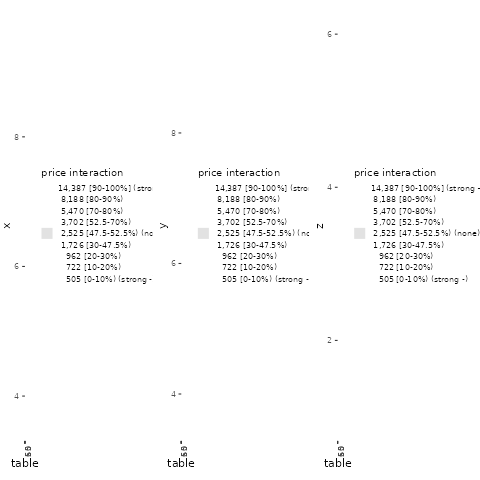 8
6
4
x
price interaction
14,387 [90-100%] (stro
8,188 [80-90%)
5,470 [70-80%)
3,702 [52.5-70%)
2,525 [47.5-52.5%) (nc
1,726 [30-47.5%)
962 [20-30%)
722 [10-20%)
505 [0-10%) (strong -
table
8
6
4
y
price interaction
14,387 [90-100%] (stror
8,188 [80-90%)
5,470 [70-80%)
3,702 [52.5-70%)
2,525 [47.5-52.5%) (nc
1,726 [30-47.5%)
962 [20-30%)
722 [10-20%)
505 [0-10%) (strong -
table
6
4
2
z
price interaction
14,387 [90-100%] (strong +
8,188 [80-90%)
5,470 [70-80%)
3,702 [52.5-70%)
2,525 [47.5-52.5%) (none)
1,726 [30-47.5%)
962 [20-30%)
722 [10-20%)
505 [0-10%) (strong -)
table